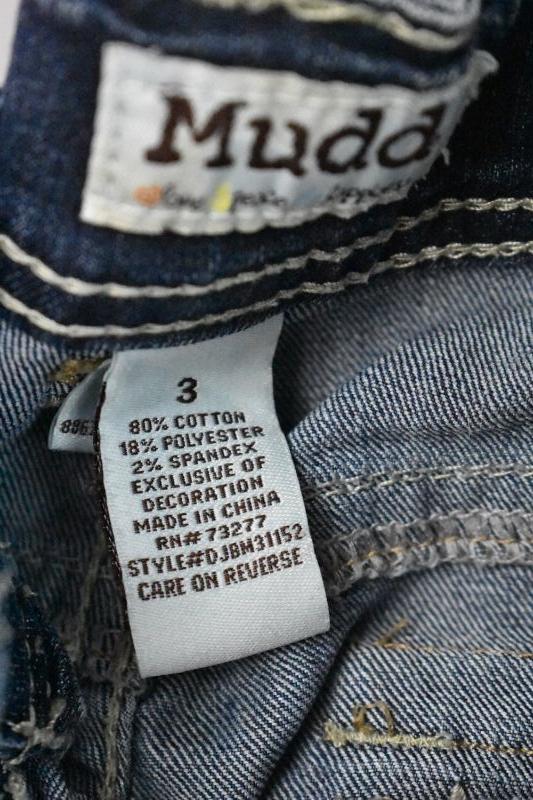 Mudd
love
3
80% COTTON
18% POLYESTER
2% SPANDEX
EXCLUSIVE OF
DECORATION
MADE IN CHINA
RN# 73277
STYLE#DJBM31152
CARE ON REVERSE